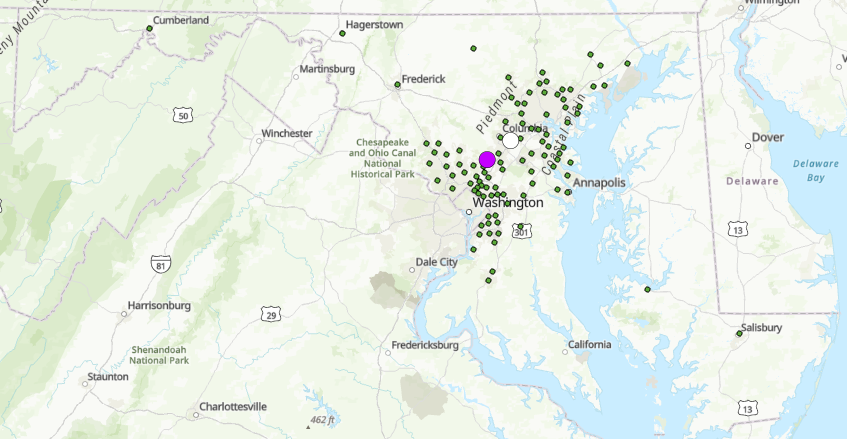 Cumberland
Hagerstown
Wilmington
Martinsburg
Frederick
Piedmont
50
Columbia
Coastal Plain
Winchester
Chesapeake
and Ohio Canal
National
Historical Park
Dover
Delaware
Bay
Delaware
Annapolis
Washington
301
13
81
Dale City
Harrisonburg
29
Salisbury
Shenandoah
National Park
Fredericksburg
California
Staunton
Charlottesville
462 ft
13